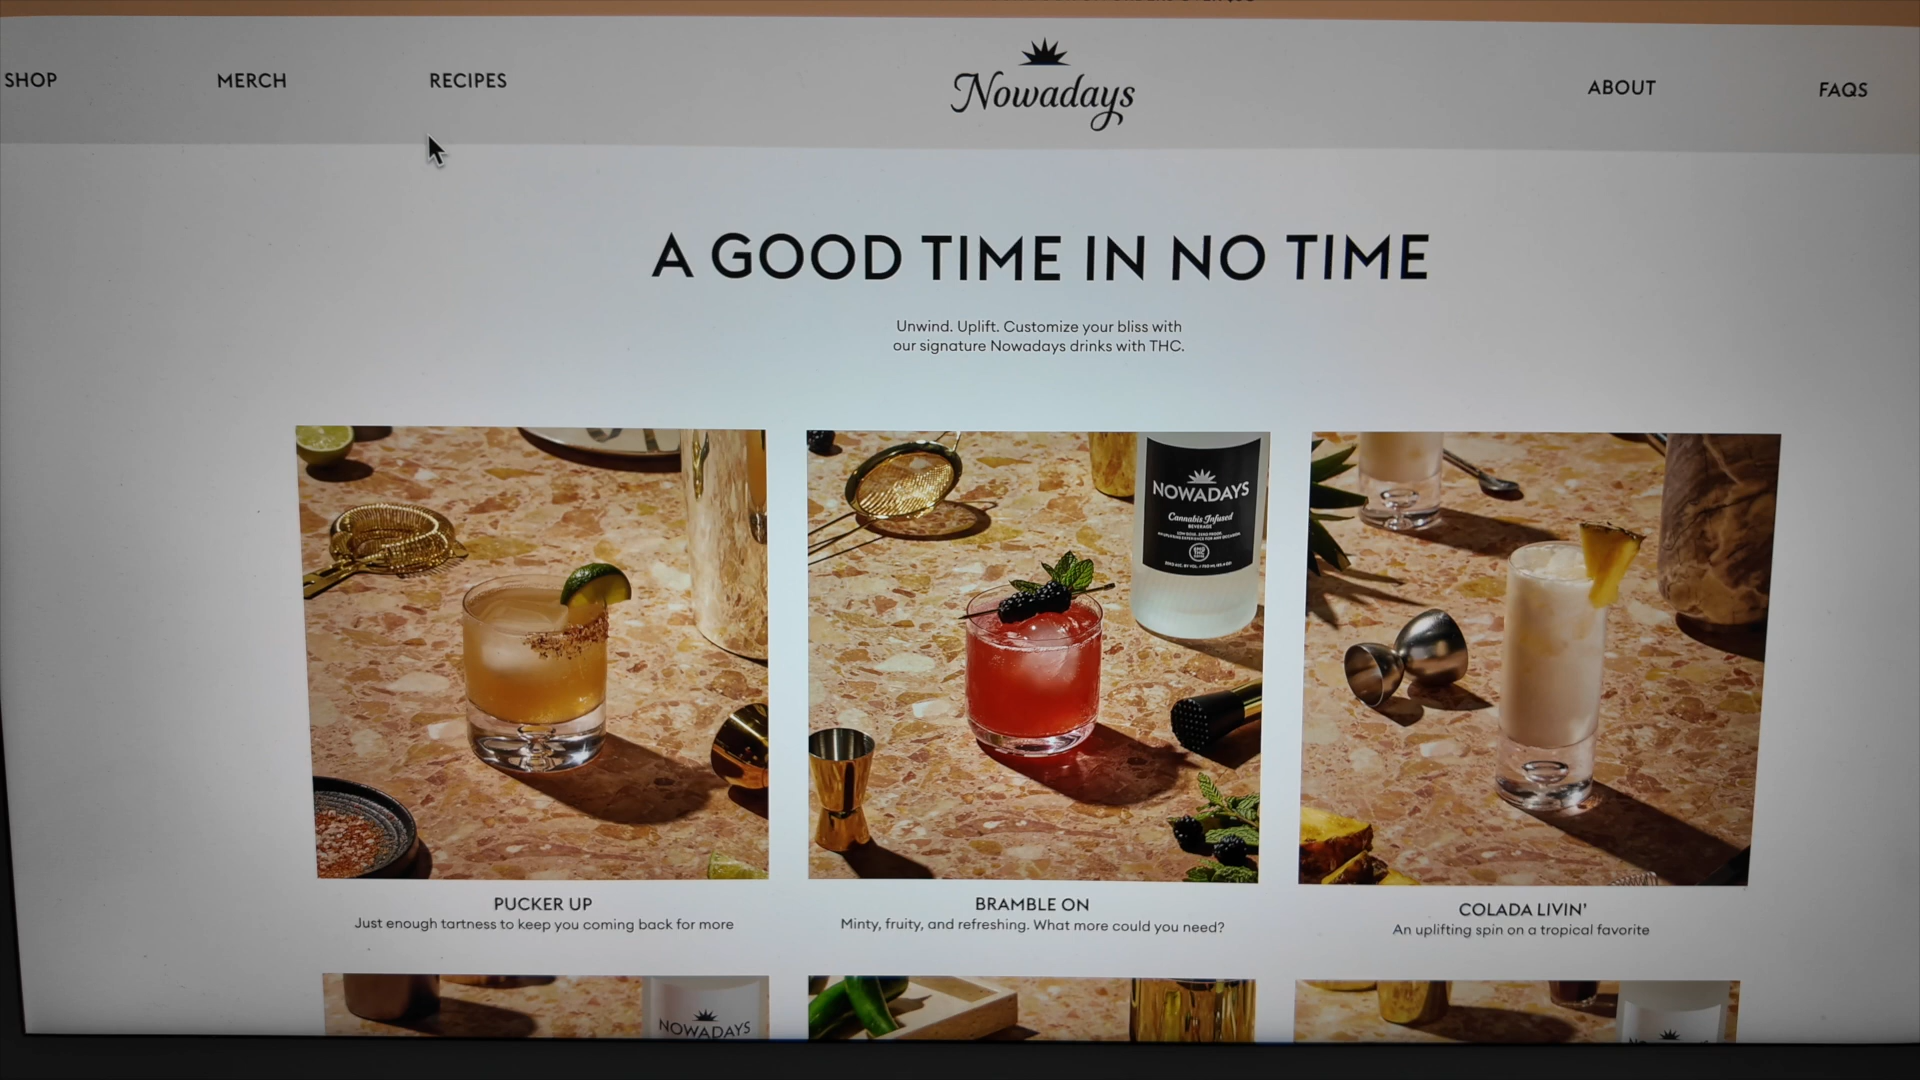 SHOP
MERCH
RECIPES
Nowadays
ABOUT
FAQS
A GOOD TIME IN NO TIME
Unwind. Uplift. Customize your bliss with
our signature Nowadays drinks with THC.
NOWADAYS
Cannabis Infused
BEVERAGE
PUCKER UP
Just enough tartness to keep you coming back for more
BRAMBLE ON
Minty, fruity, and refreshing. What more could you need?
COLADA LIVIN'
An uplifting spin on a tropical favorite
NOWADAYS